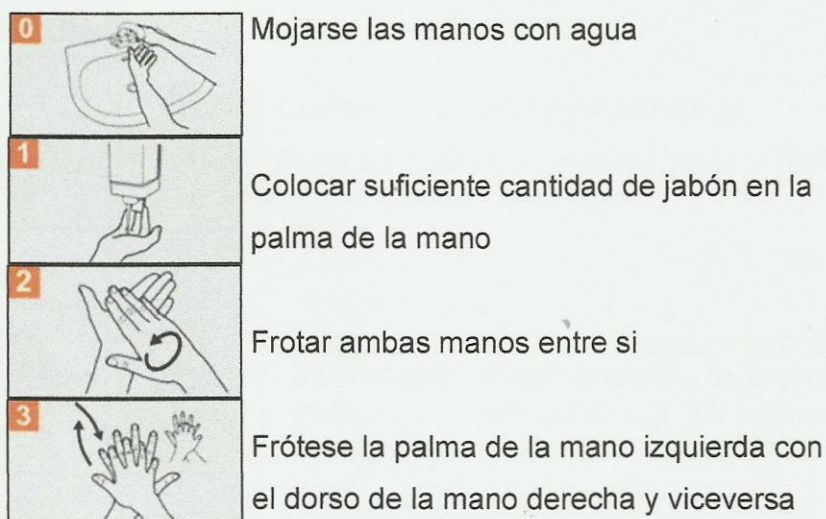 0
Mojarse las manos con agua
1
Colocar suficiente cantidad de jabón en la
palma de la mano
2
Frotar ambas manos entre si
3
Frótese la palma de la mano izquierda con
el dorso de la mano derecha y viceversa